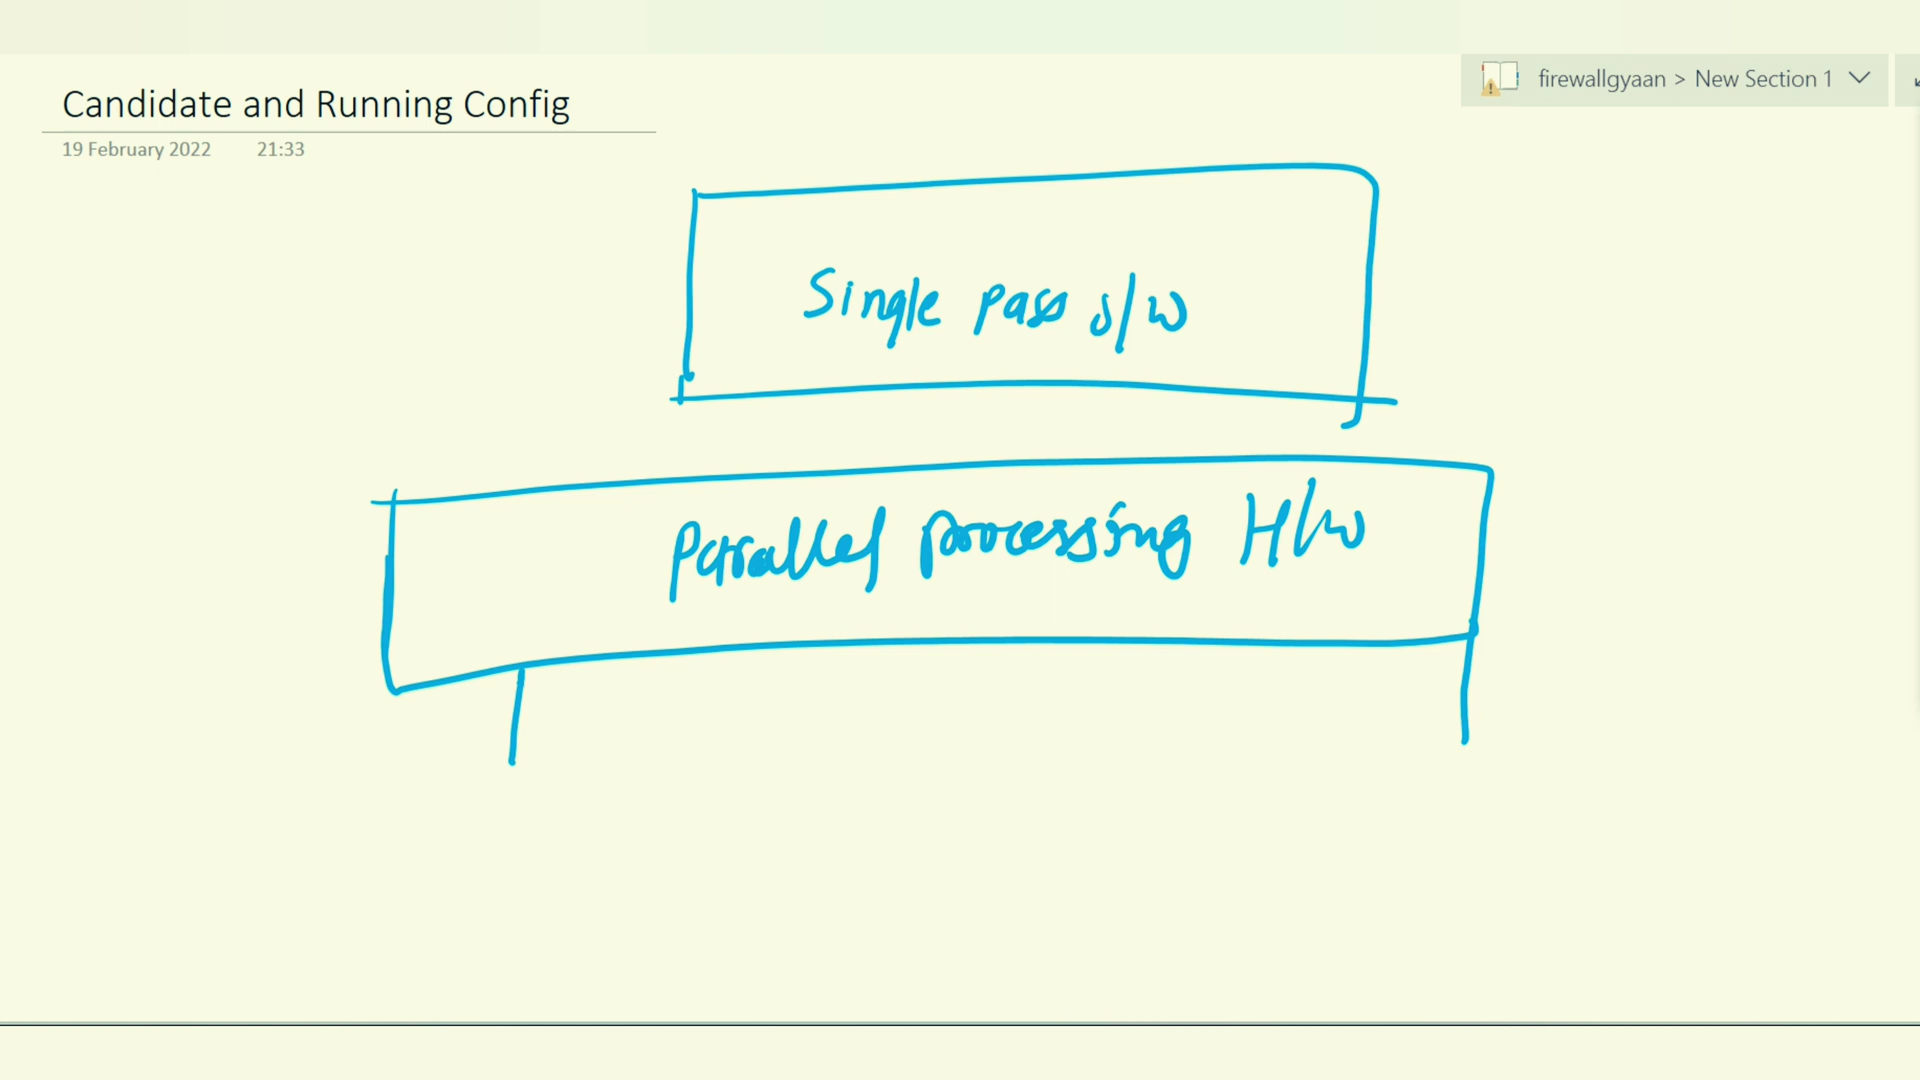 firewallgyaan > New Section 1
Candidate and Running Config
19 February 2022 21:33
Single pass s/w
Parallel processing H/w